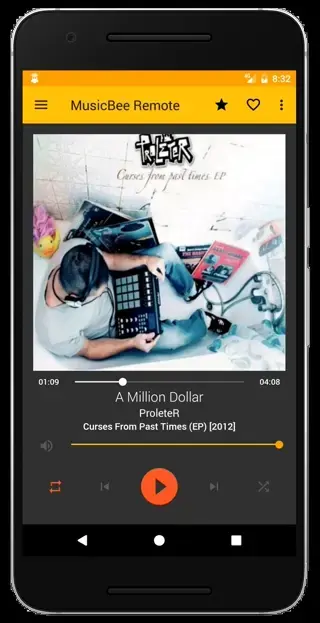 8:32
MusicBee Remote
PROLETER
Curses from past times EP
01:09
04:08
A Million Dollar
ProleteR
Curses From Past Times (EP) [2012]